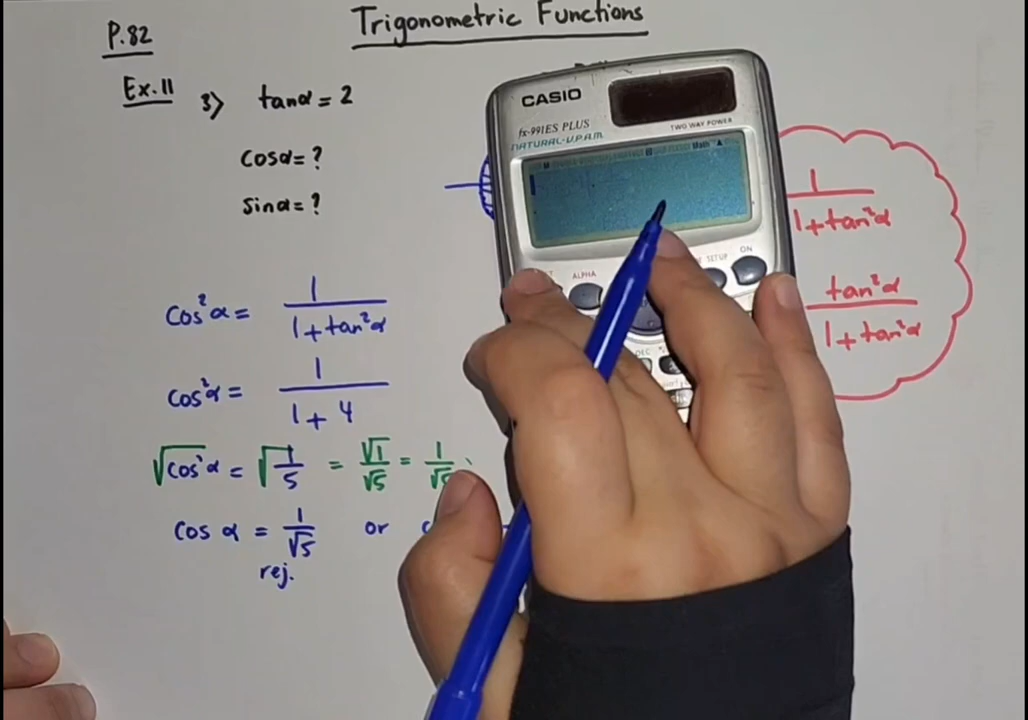 Trigonometric Functions
P.82
Ex.11 3) tanα = 2
cosα = ?
sinα = ?
cos²α = 1 / (1 + tan²α)
cos²α = 1 / (1 + 4)
√cos²α = √(1/5) = √1/√5 = 1/√5
cos α = 1/√5 or
rej.
CASIO
fx-991ES PLUS
NATURAL-V.P.A.M.
TWO WAY POWER
Math ▲
ALPHA
SETUP
ON
1 / (1 + tan²α)
tan²α / (1 + tan²α)